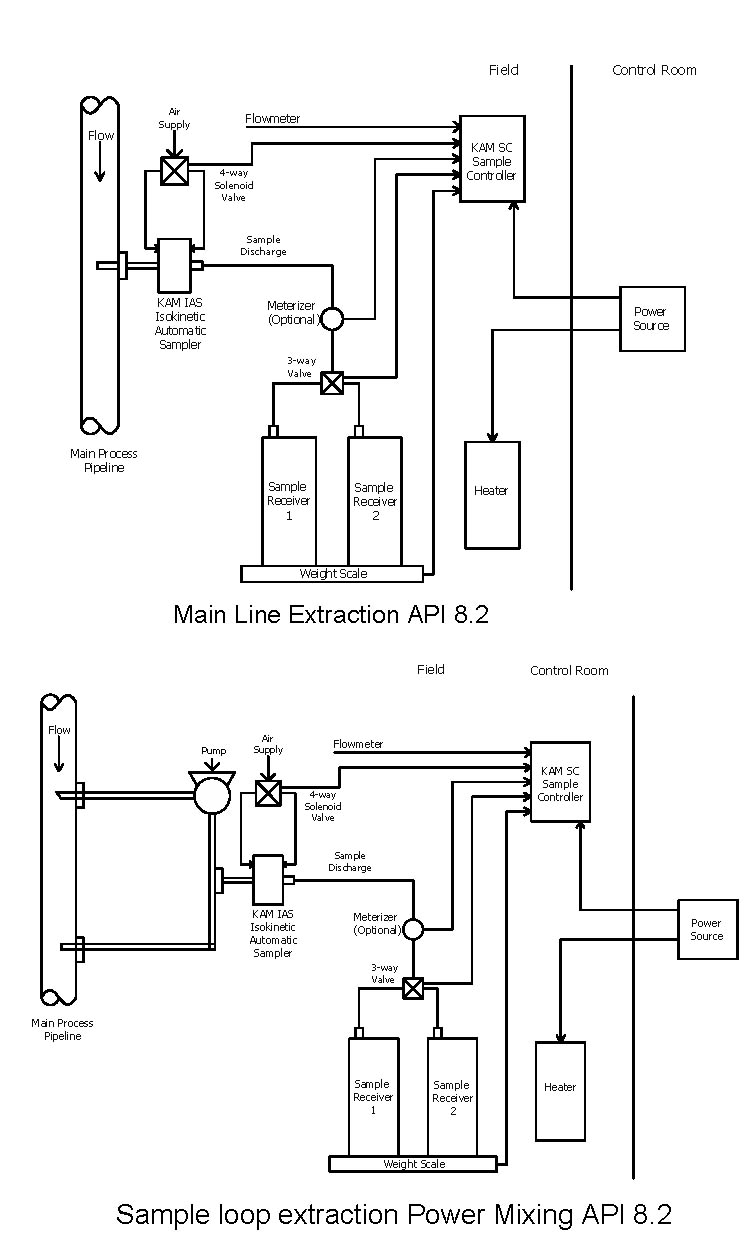 Field
Control Room
Air
Supply
Flowmeter
Flow
4-way
Solenoid
Valve
KAM SC
Sample
Controller
Sample
Discharge
KAM IAS
Isokinetic
Automatic
Sampler
Meterizer
(Optional)
Power
Source
3-way
Valve
Main Process
Pipeline
Sample
Receiver
1
Sample
Receiver
2
Heater
Weight Scale
Main Line Extraction API 8.2
Field
Control Room
Flow
Pump
Air
Supply
Flowmeter
4-way
Solenoid
Valve
KAM SC
Sample
Controller
Sample
Discharge
KAM IAS
Isokinetic
Automatic
Sampler
Meterizer
(Optional)
Power
Source
3-way
Valve
Main Process
Pipeline
Sample
Receiver
1
Sample
Receiver
2
Heater
Weight Scale
Sample loop extraction Power Mixing API 8.2